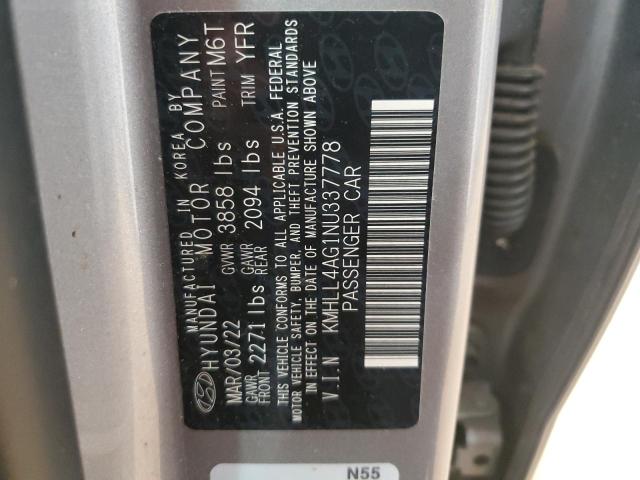 MANUFACTURED IN KOREA BY
HYUNDAI MOTOR COMPANY
MAR/03/22 GVWR 3858 lbs PAINT M6T
GAWR FRONT 2271 lbs GAWR REAR 2094 lbs TRIM YFR
THIS VEHICLE CONFORMS TO ALL APPLICABLE U.S.A. FEDERAL
MOTOR VEHICLE SAFETY, BUMPER, AND THEFT PREVENTION STANDARDS
IN EFFECT ON THE DATE OF MANUFACTURE SHOWN ABOVE
V.I.N KMHLL4AG1NU337778
PASSENGER CAR
N55